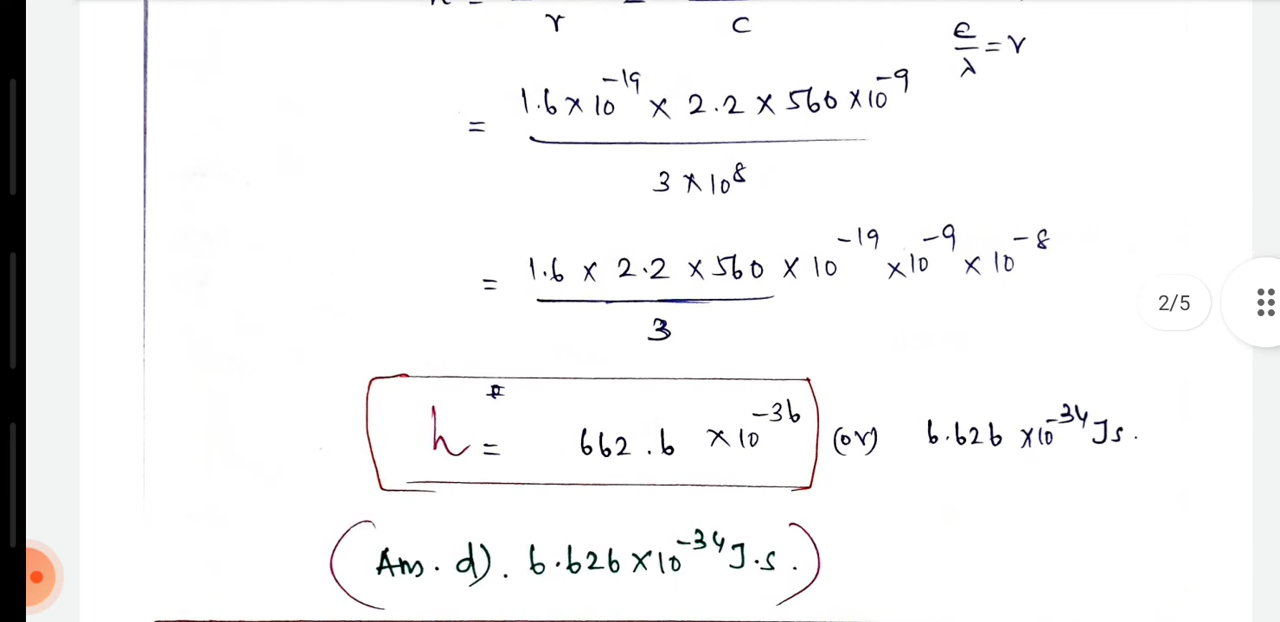 γ C
e/λ = γ
= 1.6 × 10^-19 × 2.2 × 560 × 10^-9
3 × 10^8
= 1.6 × 2.2 × 560 × 10^-19 × 10^-9 × 10^-8
3
2/5
h = 662.6 × 10^-36 (or) 6.626 × 10^-34 Js.
(Ans. d). 6.626 × 10^-34 J.s.)